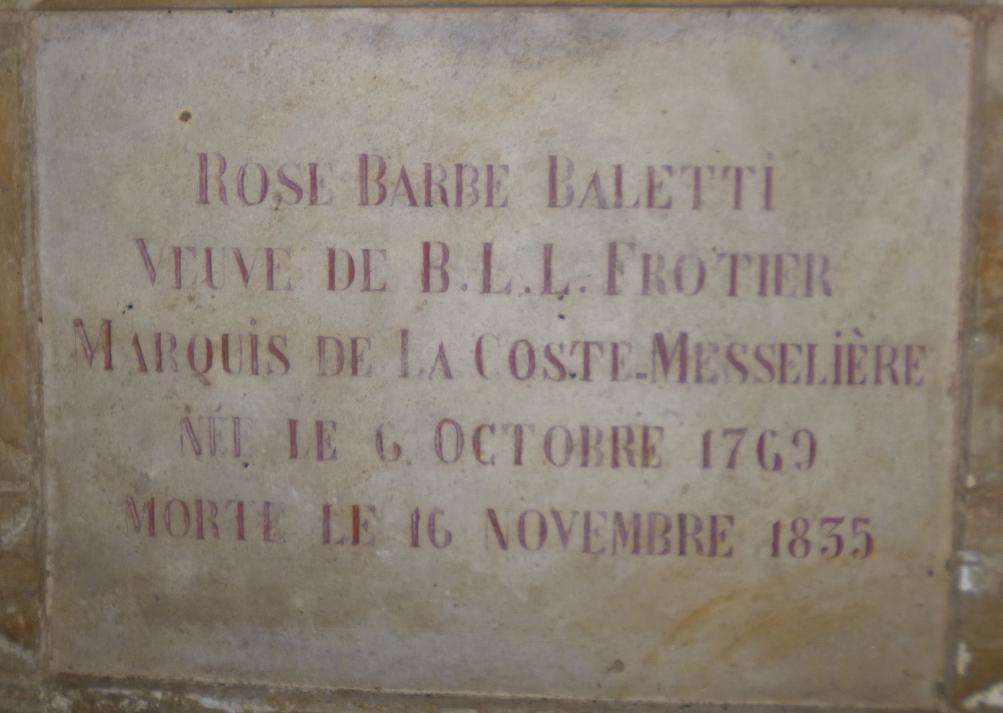 ROSE BARBE BALETTI
VEUVE DE B.L.L. FROTIER
MARQUIS DE LA COSTE-MESSELIÈRE
NÉE LE 6 OCTOBRE 1769
MORTE LE 16 NOVEMBRE 1835